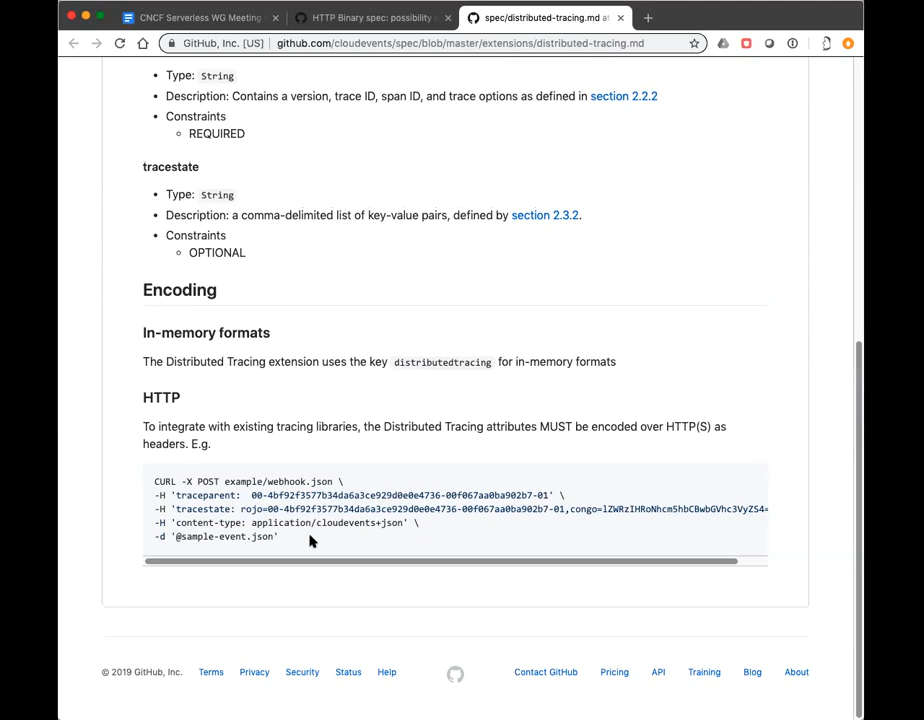 CNCF Serverless WG Meeting
HTTP Binary spec: possibility
spec/distributed-tracing.md at
GitHub, Inc. [US] | github.com/cloudevents/spec/blob/master/extensions/distributed-tracing.md
• Type: String
• Description: Contains a version, trace ID, span ID, and trace options as defined in section 2.2.2
• Constraints
◦ REQUIRED
tracestate
• Type: String
• Description: a comma-delimited list of key-value pairs, defined by section 2.3.2.
• Constraints
◦ OPTIONAL
Encoding
In-memory formats
The Distributed Tracing extension uses the key distributedtracing for in-memory formats
HTTP
To integrate with existing tracing libraries, the Distributed Tracing attributes MUST be encoded over HTTP(S) as
headers. E.g.
CURL -X POST example/webhook.json \
-H 'traceparent:  00-4bf92f3577b34da6a3ce929d0e0e4736-00f067aa0ba902b7-01' \
-H 'tracestate: rojo=00-4bf92f3577b34da6a3ce929d0e0e4736-00f067aa0ba902b7-01,congo=lZWRzIHRoNhcm5hbCBwbGVhc3VyZS4=
-H 'content-type: application/cloudevents+json' \
-d '@sample-event.json'
© 2019 GitHub, Inc. Terms Privacy Security Status Help Contact GitHub Pricing API Training Blog About